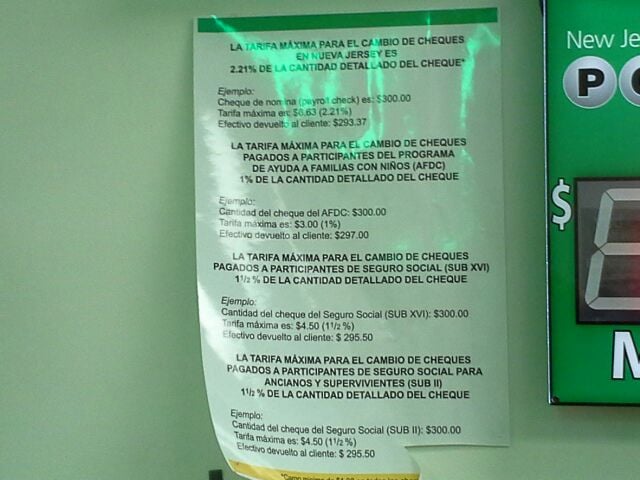 LA TARIFA MÁXIMA PARA EL CAMBIO DE CHEQUES
EN NUEVA JERSEY ES
2.21% DE LA CANTIDAD DETALLADO DEL CHEQUE*
Ejemplo:
Cheque de nomina (payroll check) es: $300.00
Tarifa máxima es: $6.63 (2.21%)
Efectivo devuelto al cliente: $293.37
LA TARIFA MÁXIMA PARA EL CAMBIO DE CHEQUES
PAGADOS A PARTICIPANTES DEL PROGRAMA
DE AYUDA A FAMILIAS CON NIÑOS (AFDC)
1% DE LA CANTIDAD DETALLADO DEL CHEQUE
Ejemplo:
Cantidad del cheque del AFDC: $300.00
Tarifa máxima es: $3.00 (1%)
Efectivo devuelto al cliente: $297.00
LA TARIFA MÁXIMA PARA EL CAMBIO DE CHEQUES
PAGADOS A PARTICIPANTES DE SEGURO SOCIAL (SUB XVI)
1 1/2 % DE LA CANTIDAD DETALLADO DEL CHEQUE
Ejemplo:
Cantidad del cheque del Seguro Social (SUB XVI): $300.00
Tarifa máxima es: $4.50 (1 1/2 %)
Efectivo devuelto al cliente: $ 295.50
LA TARIFA MÁXIMA PARA EL CAMBIO DE CHEQUES
PAGADOS A PARTICIPANTES DE SEGURO SOCIAL PARA
ANCIANOS Y SUPERVIVIENTES (SUB II)
1 1/2 % DE LA CANTIDAD DETALLADO DEL CHEQUE
Ejemplo:
Cantidad del cheque del Seguro Social (SUB II): $300.00
Tarifa máxima es: $4.50 (1 1/2 %)
Efectivo devuelto al cliente: $ 295.50
New Je
PO
$
M